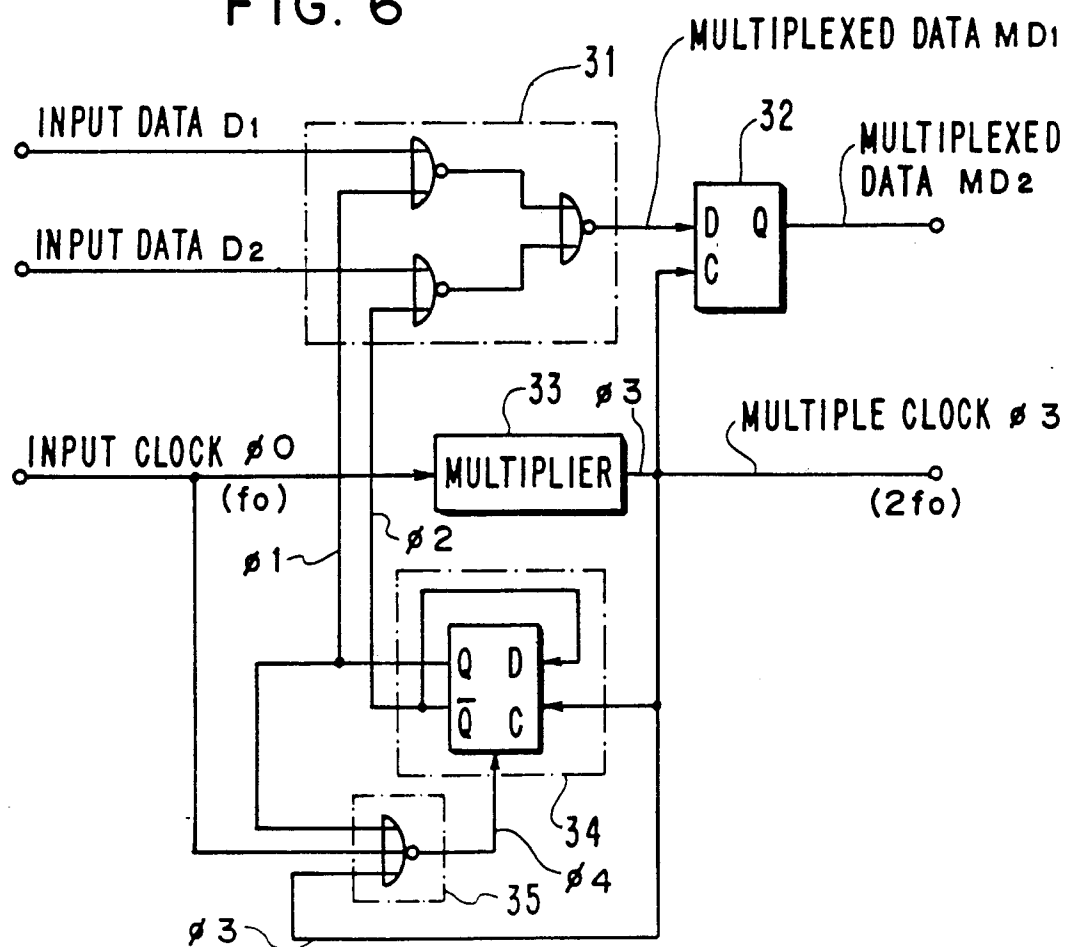 FIG. 6
MULTIPLEXED DATA MD1
31
INPUT DATA D1
32
MULTIPLEXED
DATA MD2
D Q
C
INPUT DATA D2
33
ø3
MULTIPLE CLOCK ø3
INPUT CLOCK ø0
MULTIPLIER
(fo)
(2fo)
ø2
ø1
Q D
Q̅ C
34
ø4
35
ø3